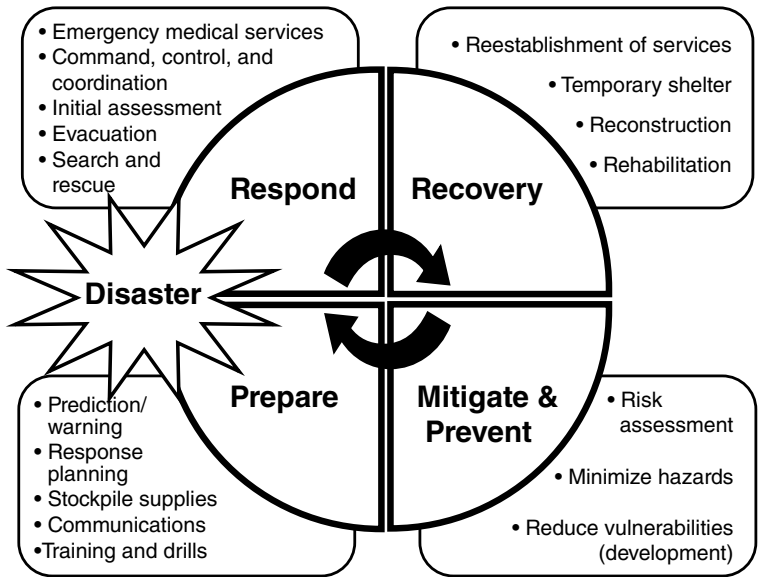 • Emergency medical services
• Command, control, and
coordination
• Initial assessment
• Evacuation
• Search and
rescue
• Reestablishment of services
• Temporary shelter
• Reconstruction
• Rehabilitation
Respond
Recovery
Disaster
Prepare
Mitigate &
Prevent
• Prediction/
warning
• Response
planning
• Stockpile supplies
• Communications
•Training and drills
• Risk
assessment
• Minimize hazards
• Reduce vulnerabilities
(development)